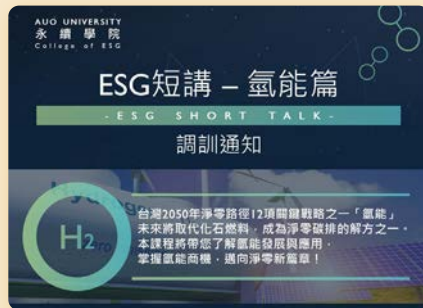 AUO UNIVERSITY
永續學院
College of ESG
ESG短講 – 氫能篇
- ESG SHORT TALK -
調訓通知
Hydrogen
H2
台灣2050年淨零路徑12項關鍵戰略之一「氫能」
未來將取代化石燃料，成為淨零碳排的解方之一。
本課程將帶您了解氫能發展與應用，
掌握氫能商機，邁向淨零新篇章！